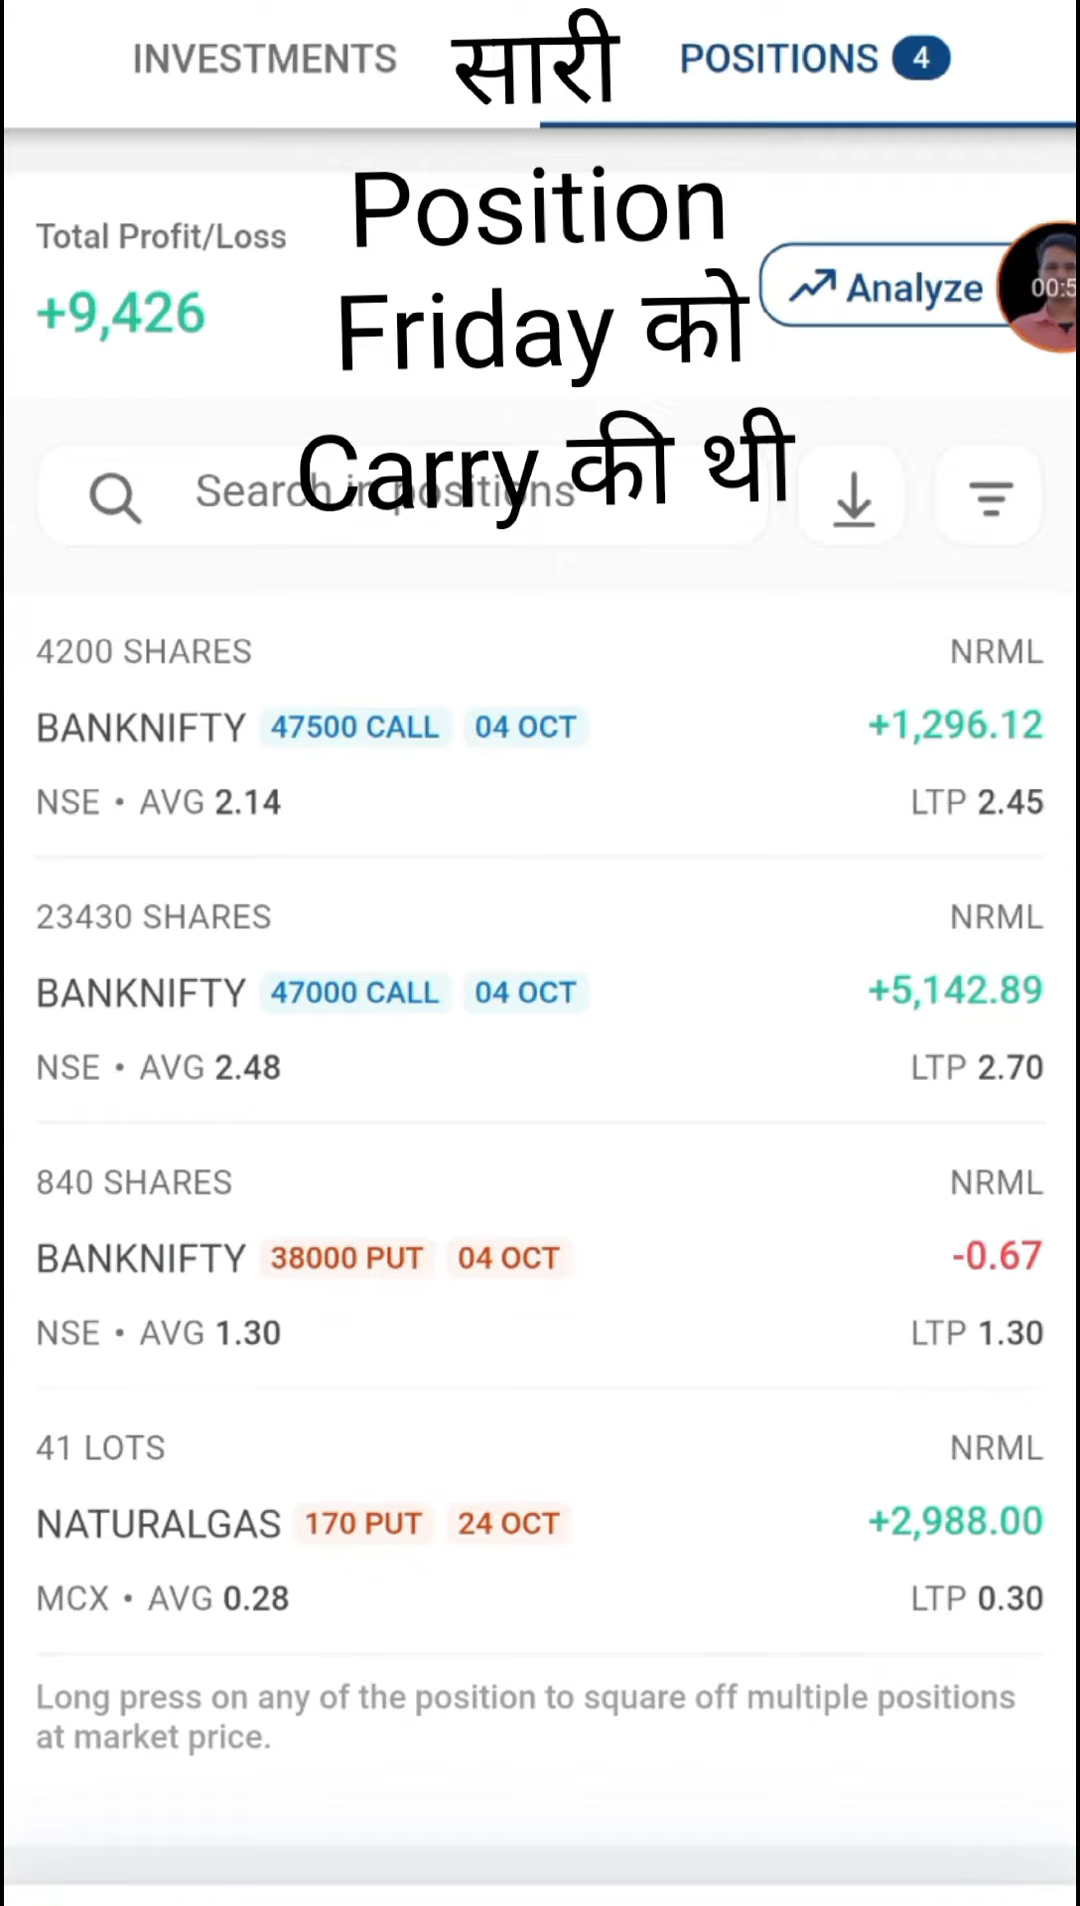 INVESTMENTS सारी POSITIONS 4
Position
Total Profit/Loss
Friday को
+9,426
Analyze
00:5
Carry की थी
Search in positions
4200 SHARES NRML
BANKNIFTY 47500 CALL 04 OCT +1,296.12
NSE • AVG 2.14 LTP 2.45
23430 SHARES NRML
BANKNIFTY 47000 CALL 04 OCT +5,142.89
NSE • AVG 2.48 LTP 2.70
840 SHARES NRML
BANKNIFTY 38000 PUT 04 OCT -0.67
NSE • AVG 1.30 LTP 1.30
41 LOTS NRML
NATURALGAS 170 PUT 24 OCT +2,988.00
MCX • AVG 0.28 LTP 0.30
Long press on any of the position to square off multiple positions
at market price.